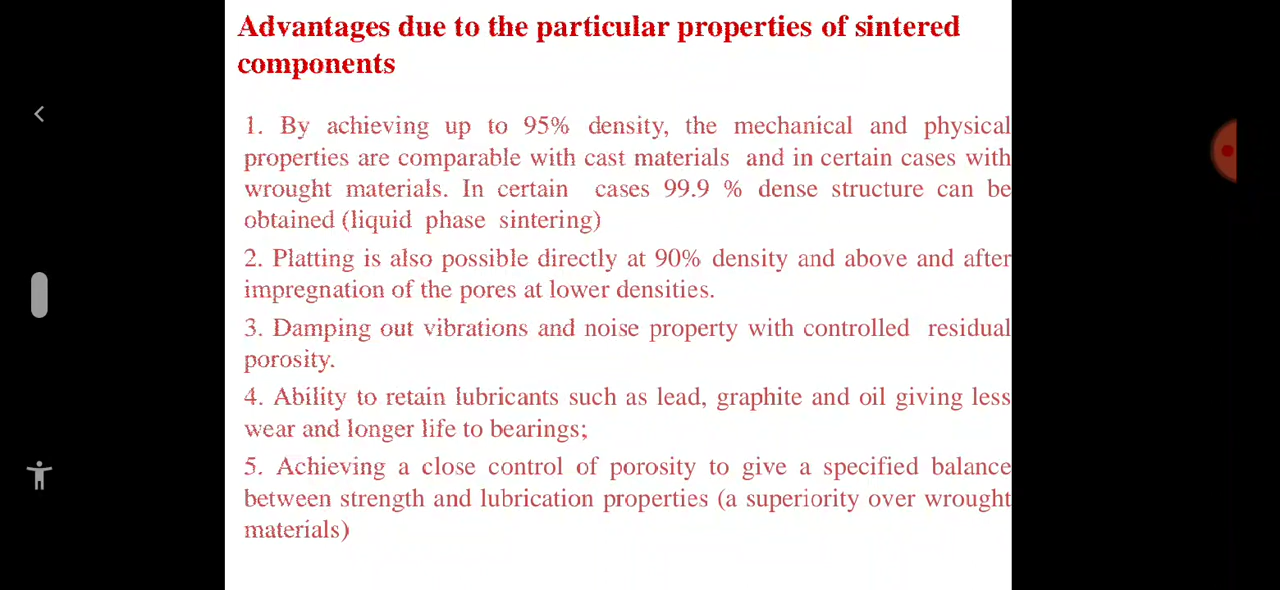 Advantages due to the particular properties of sintered
components
1. By achieving up to 95% density, the mechanical and physical
properties are comparable with cast materials and in certain cases with
wrought materials. In certain cases 99.9 % dense structure can be
obtained (liquid phase sintering)
2. Platting is also possible directly at 90% density and above and after
impregnation of the pores at lower densities.
3. Damping out vibrations and noise property with controlled residual
porosity.
4. Ability to retain lubricants such as lead, graphite and oil giving less
wear and longer life to bearings;
5. Achieving a close control of porosity to give a specified balance
between strength and lubrication properties (a superiority over wrought
materials)